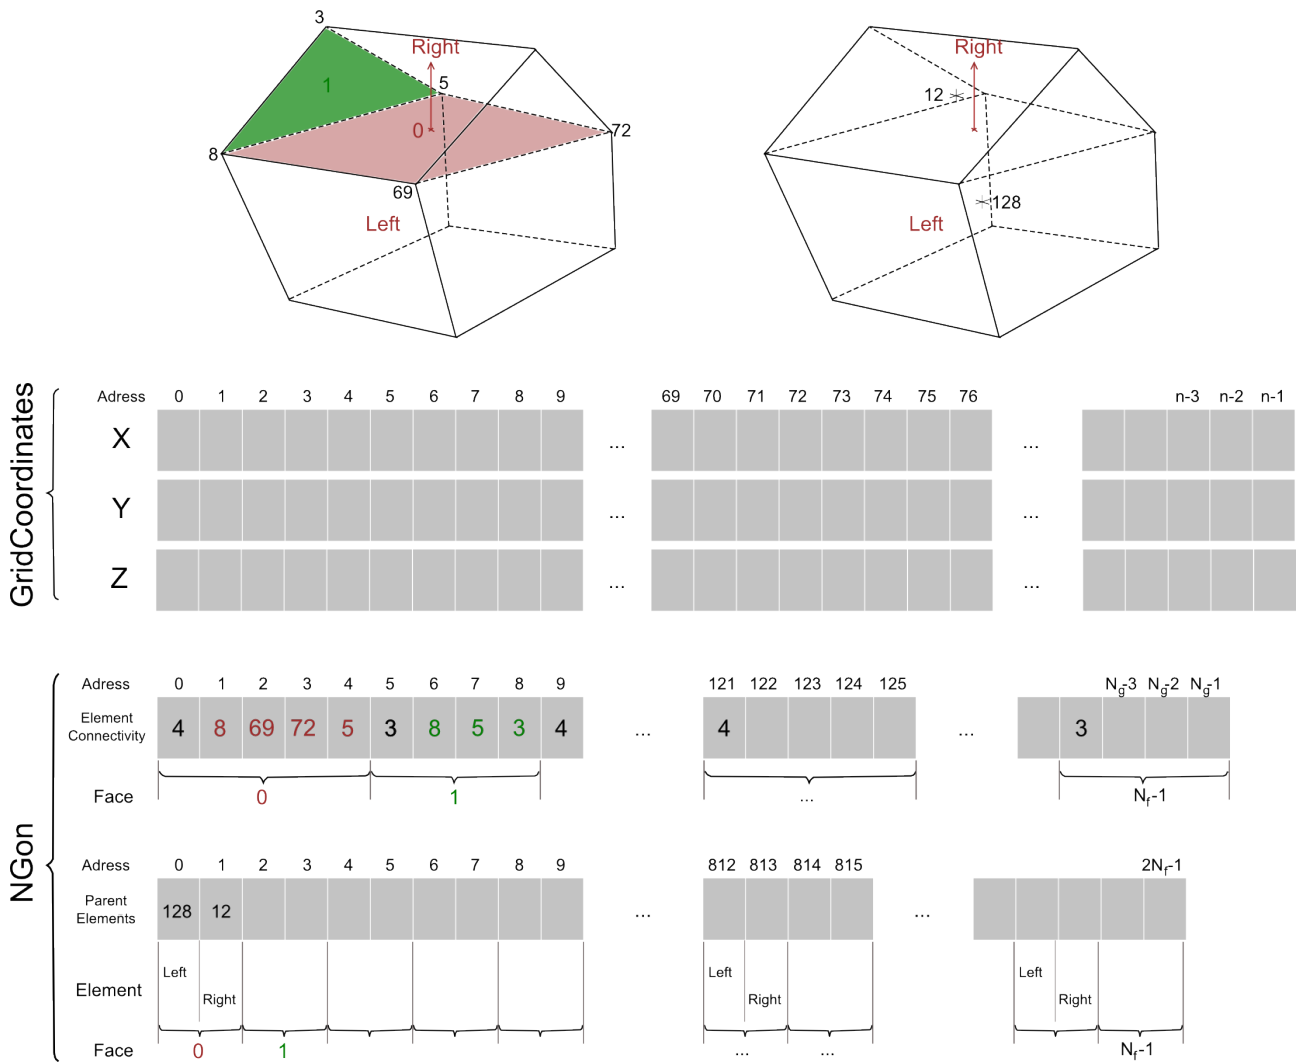 3
Right
5
1
0
72
8
69
Left
Right
12
128
Left
GridCoordinates
Adress 0 1 2 3 4 5 6 7 8 9 69 70 71 72 73 74 75 76 n-3 n-2 n-1
X ... ...
Y ... ...
Z ... ...
NGon
Adress 0 1 2 3 4 5 6 7 8 9 121 122 123 124 125 Ng-3 Ng-2 Ng-1
Element
Connectivity
4 8 69 72 5 3 8 5 3 4 ... 4 ... 3
Face 0 1 ... Nf-1
Adress 0 1 2 3 4 5 6 7 8 9 812 813 814 815 2Nf-1
Parent
Elements
128 12 ... ...
Element
Left Left Left
Right Right Right
Face 0 1 ... ... Nf-1